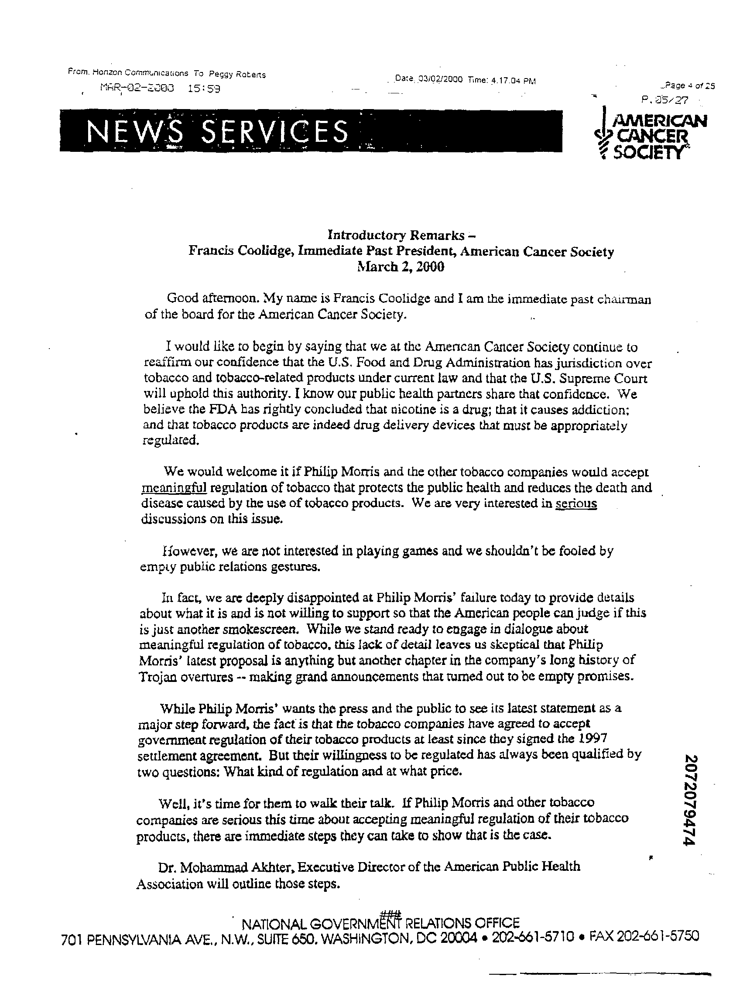 From. Horizon Communications To Peggy Roberts
Date. 03/02/2000 Time: 4.17.04 PM
Page 4 of 25
MAR-02-2000 15:59
P.05/27
NEWS SERVICES
AMERICAN
CANCER
SOCIETY
Introductory Remarks –
Francis Coolidge, Immediate Past President, American Cancer Society
March 2, 2000
Good afternoon. My name is Francis Coolidge and I am the immediate past chairman
of the board for the American Cancer Society.
I would like to begin by saying that we at the American Cancer Society continue to
reaffirm our confidence that the U.S. Food and Drug Administration has jurisdiction over
tobacco and tobacco-related products under current law and that the U.S. Supreme Court
will uphold this authority. I know our public health partners share that confidence. We
believe the FDA has rightly concluded that nicotine is a drug; that it causes addiction;
and that tobacco products are indeed drug delivery devices that must be appropriately
regulated.
We would welcome it if Philip Morris and the other tobacco companies would accept
meaningful regulation of tobacco that protects the public health and reduces the death and
disease caused by the use of tobacco products. We are very interested in serious
discussions on this issue.
However, we are not interested in playing games and we shouldn't be fooled by
empty public relations gestures.
In fact, we are deeply disappointed at Philip Morris' failure today to provide details
about what it is and is not willing to support so that the American people can judge if this
is just another smokescreen. While we stand ready to engage in dialogue about
meaningful regulation of tobacco, this lack of detail leaves us skeptical that Philip
Morris' latest proposal is anything but another chapter in the company's long history of
Trojan overtures -- making grand announcements that turned out to be empty promises.
While Philip Morris' wants the press and the public to see its latest statement as a
major step forward, the fact is that the tobacco companies have agreed to accept
government regulation of their tobacco products at least since they signed the 1997
settlement agreement. But their willingness to be regulated has always been qualified by
two questions: What kind of regulation and at what price.
Well, it's time for them to walk their talk. If Philip Morris and other tobacco
companies are serious this time about accepting meaningful regulation of their tobacco
products, there are immediate steps they can take to show that is the case.
Dr. Mohammad Akhter, Executive Director of the American Public Health
Association will outline those steps.
###
NATIONAL GOVERNMENT RELATIONS OFFICE
701 PENNSYLVANIA AVE., N.W., SUITE 650, WASHINGTON, DC 20004 • 202-661-5710 • FAX 202-661-5750
2072079474